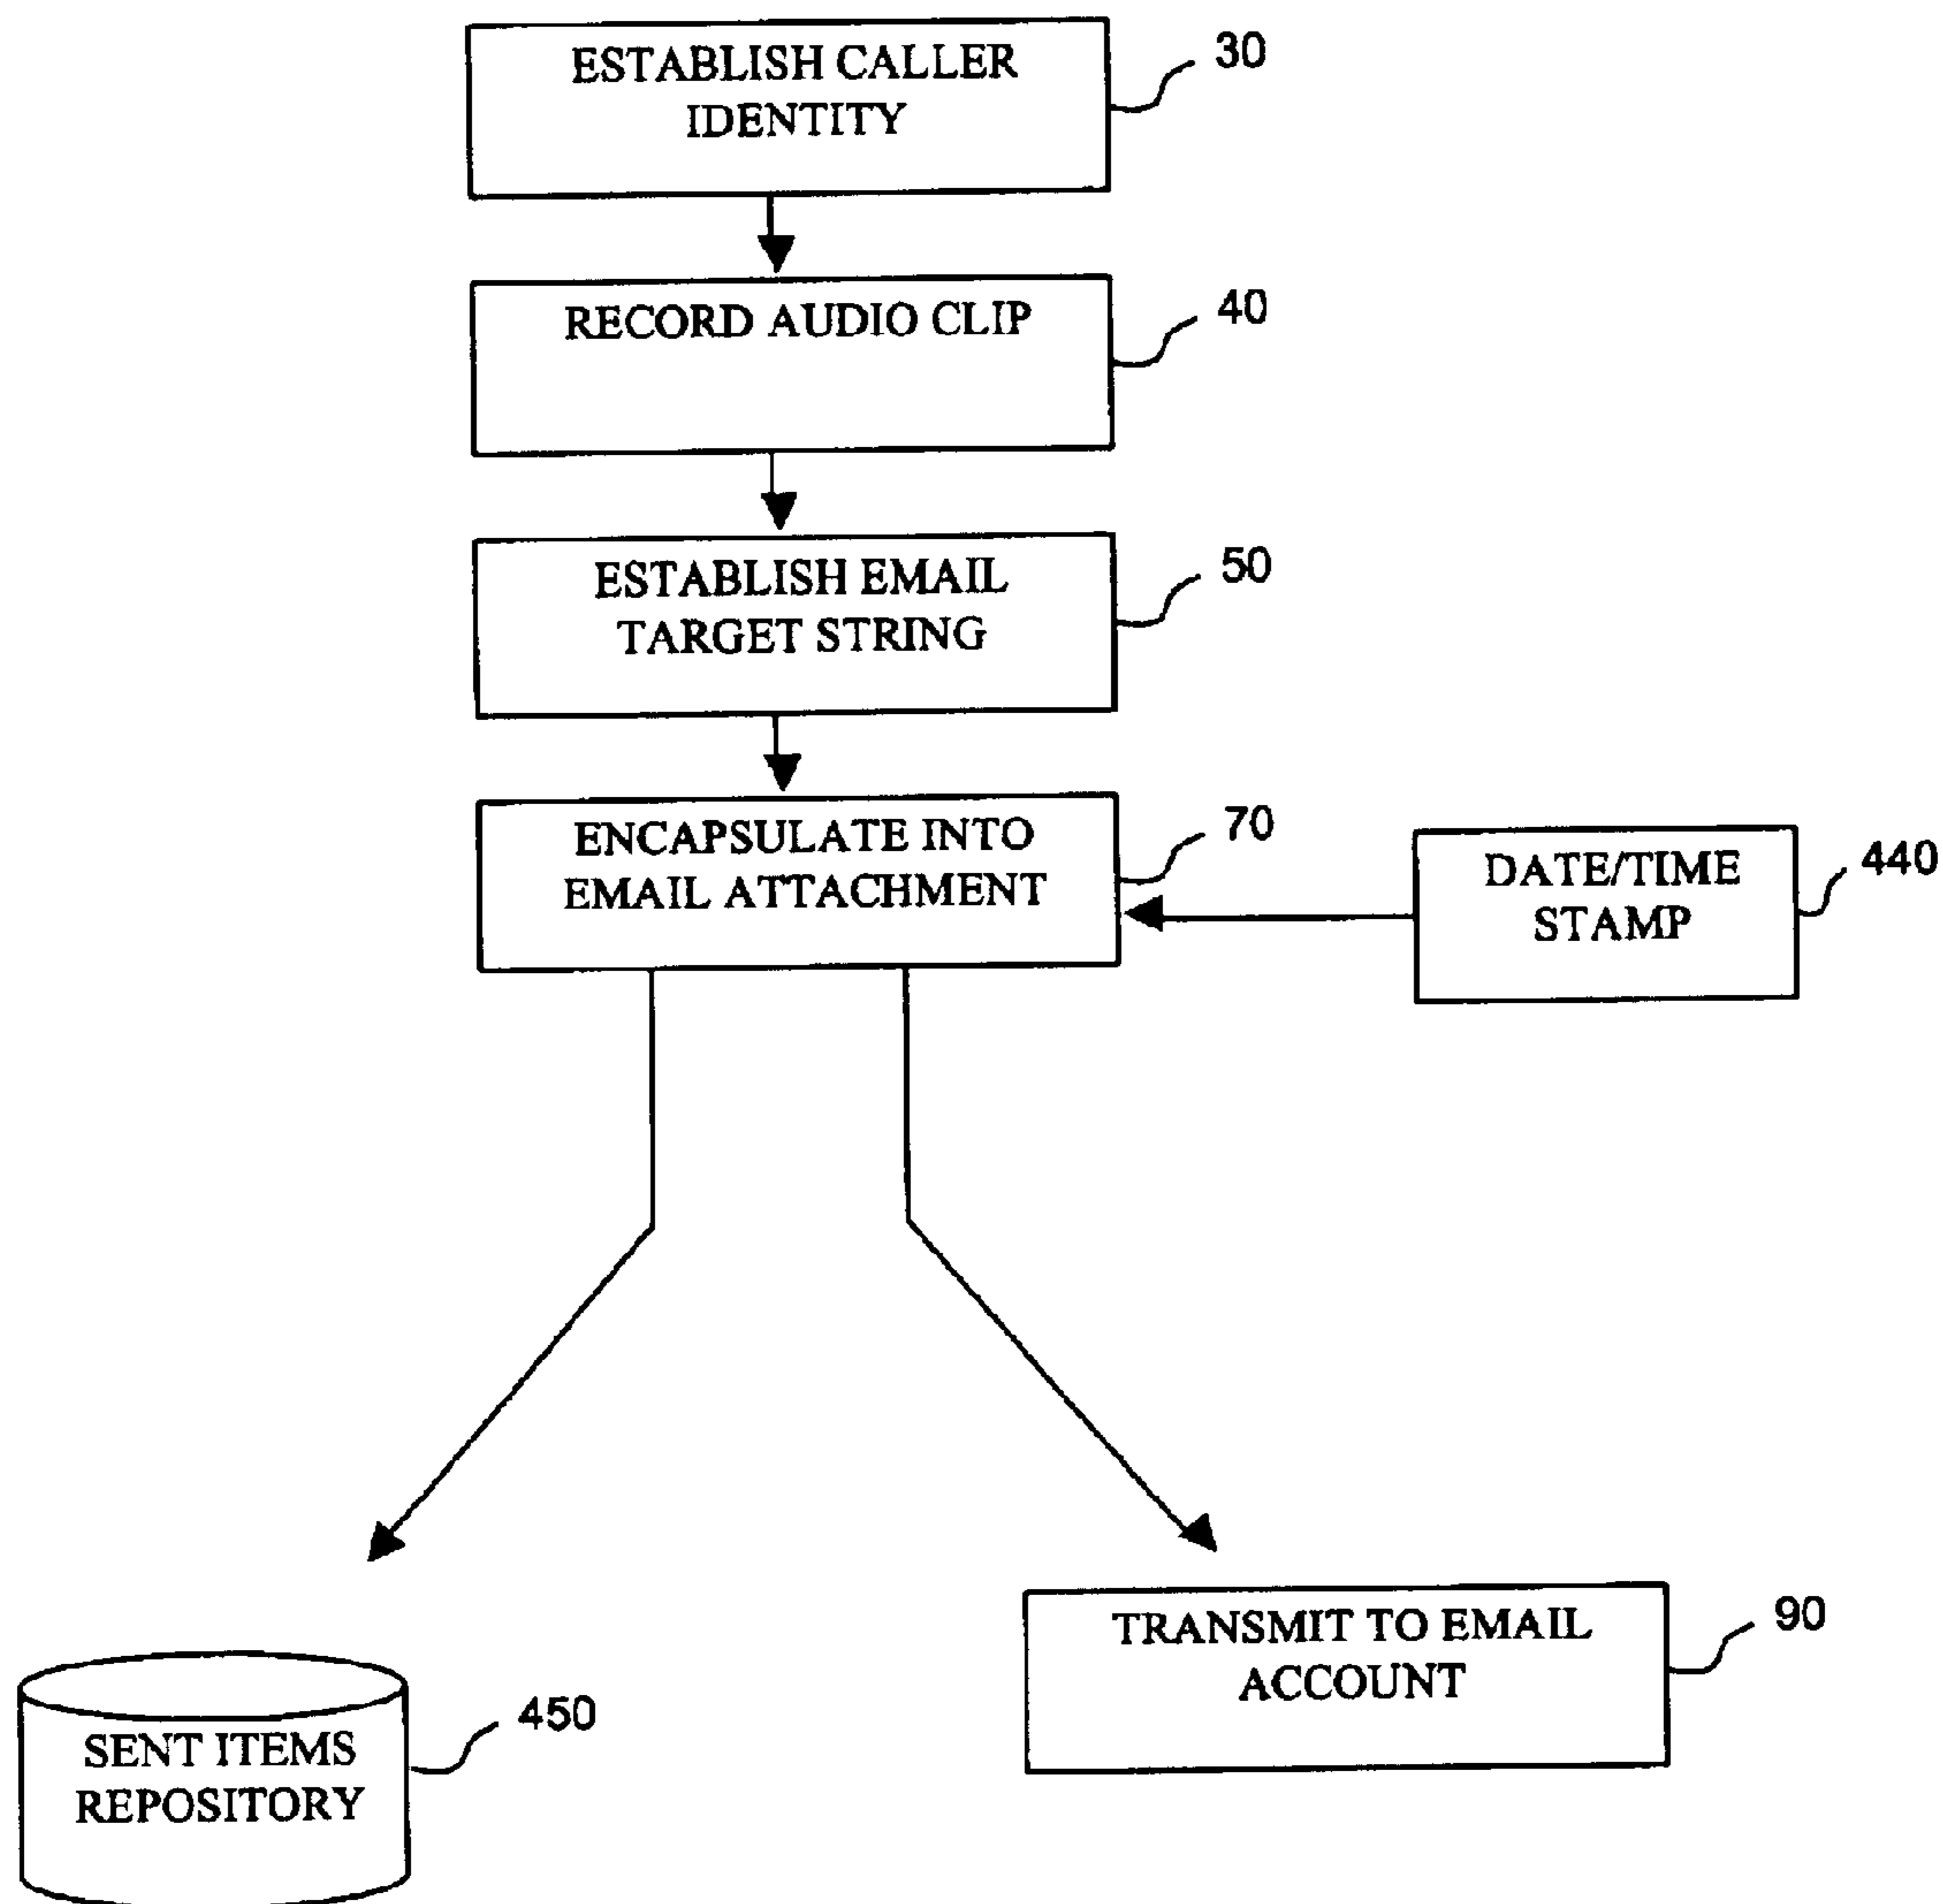 ESTABLISH CALLER
IDENTITY
30
RECORD AUDIO CLIP
40
ESTABLISH EMAIL
TARGET STRING
50
ENCAPSULATE INTO
EMAIL ATTACHMENT
70
DATE/TIME
STAMP
440
SENT ITEMS
REPOSITORY
450
TRANSMIT TO EMAIL
ACCOUNT
90